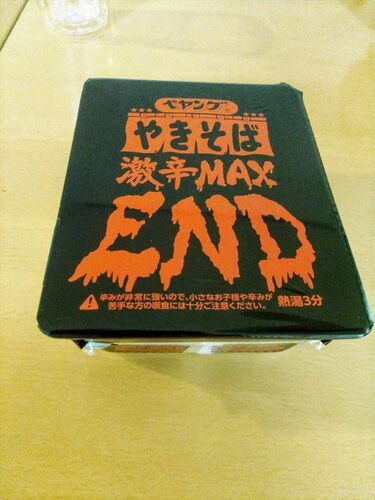 ペヤング
やきそば
激辛MAX
END
辛みが非常に強いので、小さなお子様や辛みが
苦手な方の喫食には十分ご注意ください。
熱湯3分